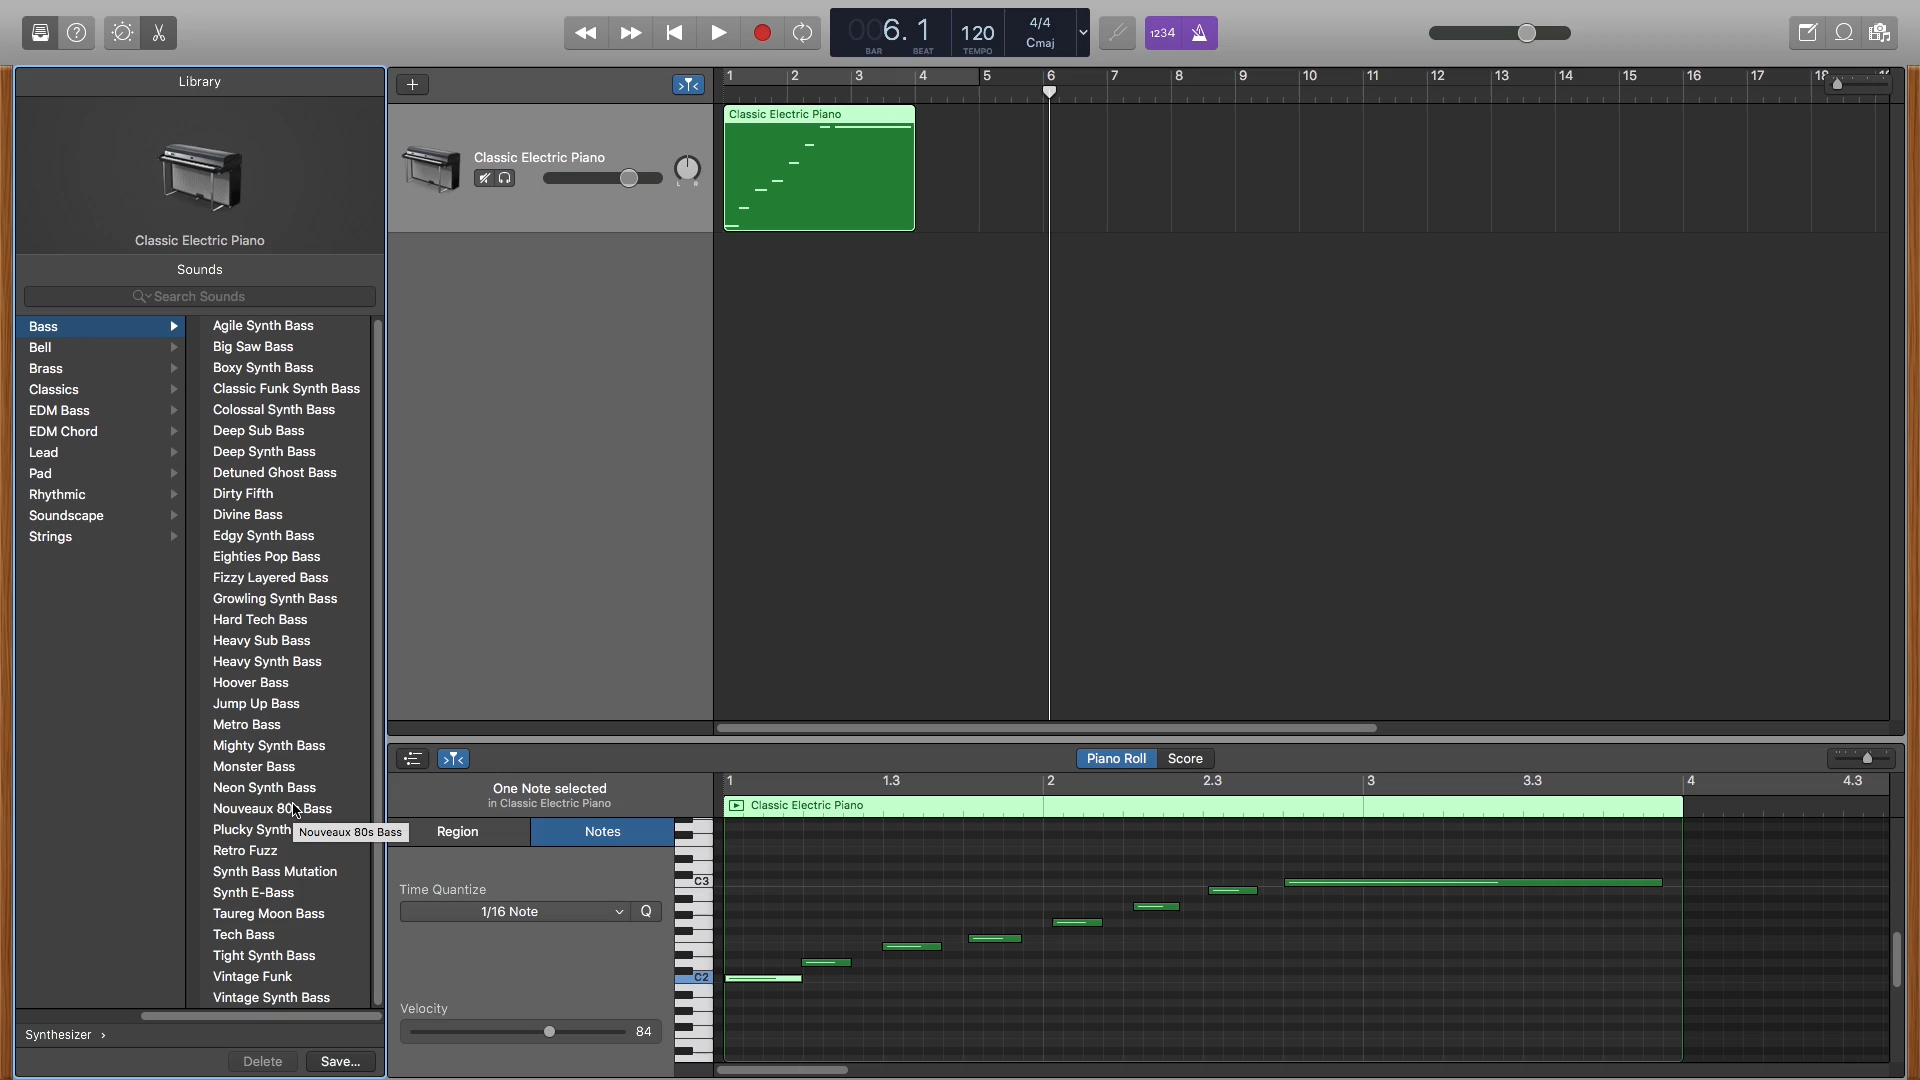 006.1
BAR BEAT
120
TEMPO
4/4
Cmaj
1234
Library
Classic Electric Piano
Sounds
Search Sounds
Bass
Bell
Brass
Classics
EDM Bass
EDM Chord
Lead
Pad
Rhythmic
Soundscape
Strings
Agile Synth Bass
Big Saw Bass
Boxy Synth Bass
Classic Funk Synth Bass
Colossal Synth Bass
Deep Sub Bass
Deep Synth Bass
Detuned Ghost Bass
Dirty Fifth
Divine Bass
Edgy Synth Bass
Eighties Pop Bass
Fizzy Layered Bass
Growling Synth Bass
Hard Tech Bass
Heavy Sub Bass
Heavy Synth Bass
Hoover Bass
Jump Up Bass
Metro Bass
Mighty Synth Bass
Monster Bass
Neon Synth Bass
Nouveaux 80s Bass
Plucky Synth
Nouveaux 80s Bass
Retro Fuzz
Synth Bass Mutation
Synth E-Bass
Taureg Moon Bass
Tech Bass
Tight Synth Bass
Vintage Funk
Vintage Synth Bass
Synthesizer ›
Delete Save...
Classic Electric Piano
L R
1 2 3 4 5 6 7 8 9 10 11 12 13 14 15 16 17 18
Classic Electric Piano
Piano Roll Score
One Note selected
in Classic Electric Piano
Region Notes
Time Quantize
1/16 Note Q
Velocity
84
1 1.3 2 2.3 3 3.3 4 4.3
Classic Electric Piano
C3
C2